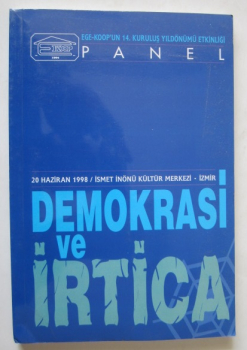 EGE-KOOP'UN 14. KURULUŞ YILDÖNÜMÜ ETKİNLİĞİ
PANEL
20 HAZİRAN 1998 / İSMET İNÖNÜ KÜLTÜR MERKEZİ - İZMİR
DEMOKRASİ
ve
İRTİCA